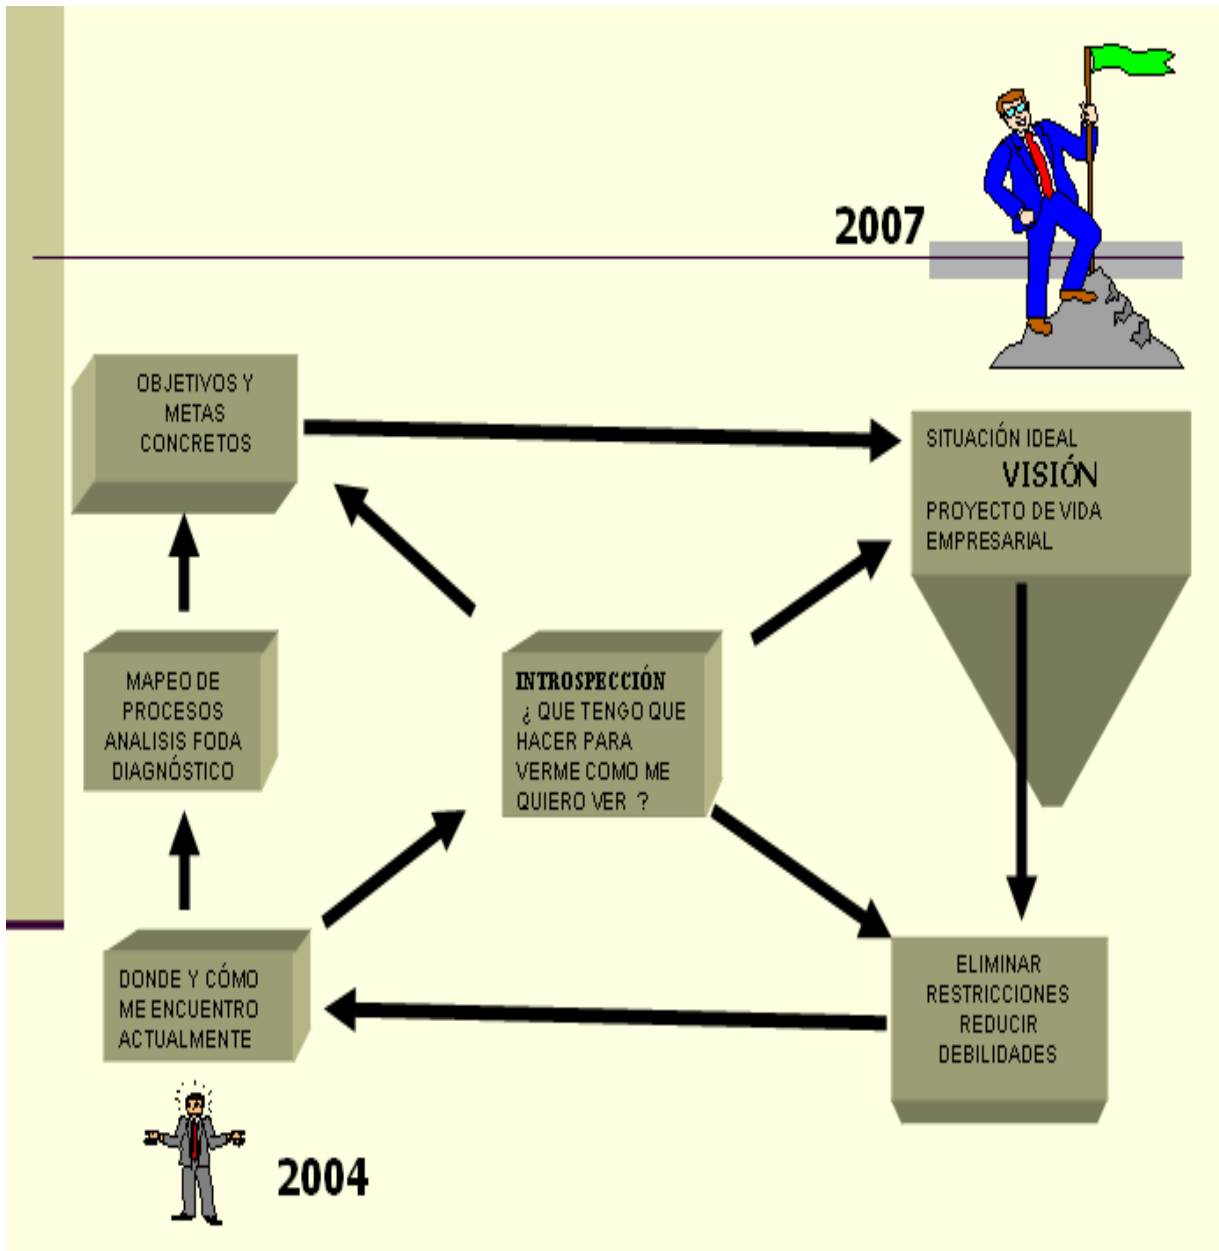 2007
OBJETIVOS Y
METAS
CONCRETOS
SITUACIÓN IDEAL
VISIÓN
PROYECTO DE VIDA
EMPRESARIAL
MAPEO DE
PROCESOS
ANALISIS FODA
DIAGNÓSTICO
INTROSPECCIÓN
¿ QUE TENGO QUE
HACER PARA
VERME COMO ME
QUIERO VER ?
DONDE Y CÓMO
ME ENCUENTRO
ACTUALMENTE
ELIMINAR
RESTRICCIONES
REDUCIR
DEBILIDADES
2004